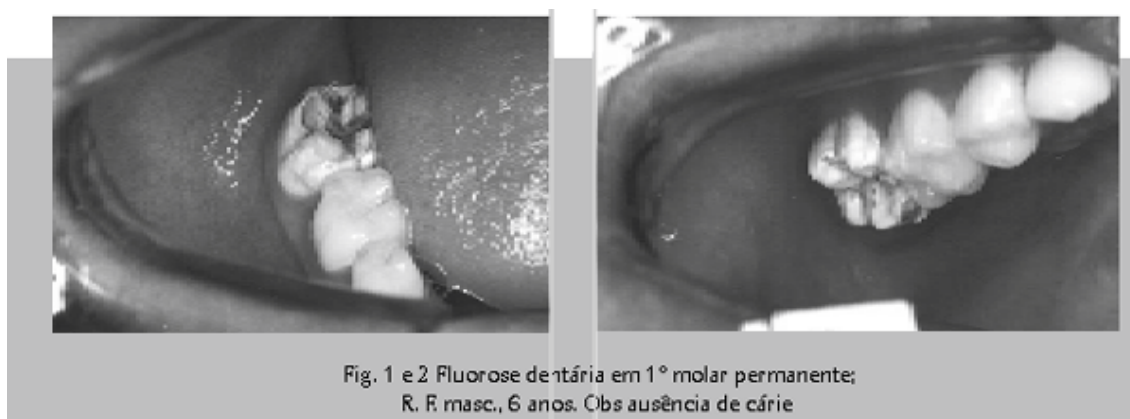 Fig. 1 e 2 Fluorose dentária em 1° molar permanente;
R. F. masc., 6 anos. Obs ausência de cárie